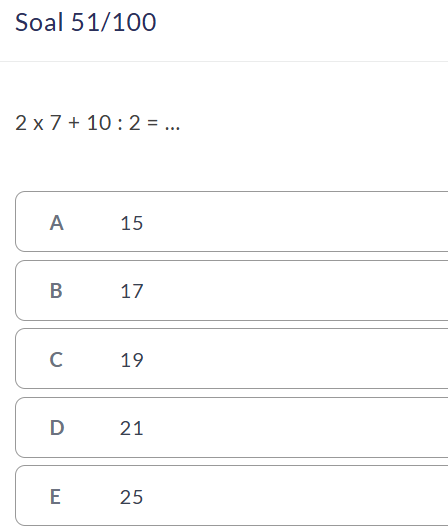 Soal 51/100
2 x 7 + 10 : 2 = ...
A 15
B 17
C 19
D 21
E 25